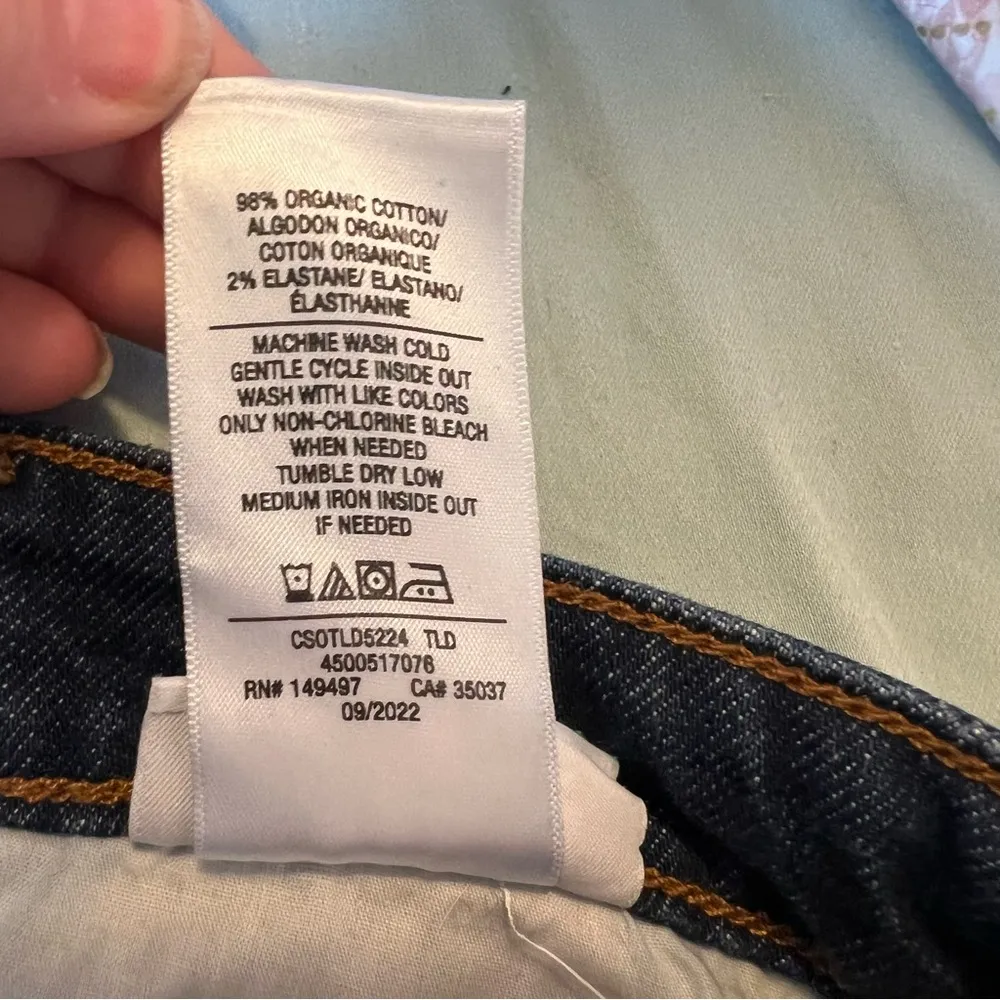 98% ORGANIC COTTON/
ALGODON ORGANICO/
COTON ORGANIQUE
2% ELASTANE/ ELASTANO/
ÉLASTHANNE
MACHINE WASH COLD
GENTLE CYCLE INSIDE OUT
WASH WITH LIKE COLORS
ONLY NON-CHLORINE BLEACH
WHEN NEEDED
TUMBLE DRY LOW
MEDIUM IRON INSIDE OUT
IF NEEDED
CSOTLD5224 TLD
4500517076
RN# 149497 CA# 35037
09/2022